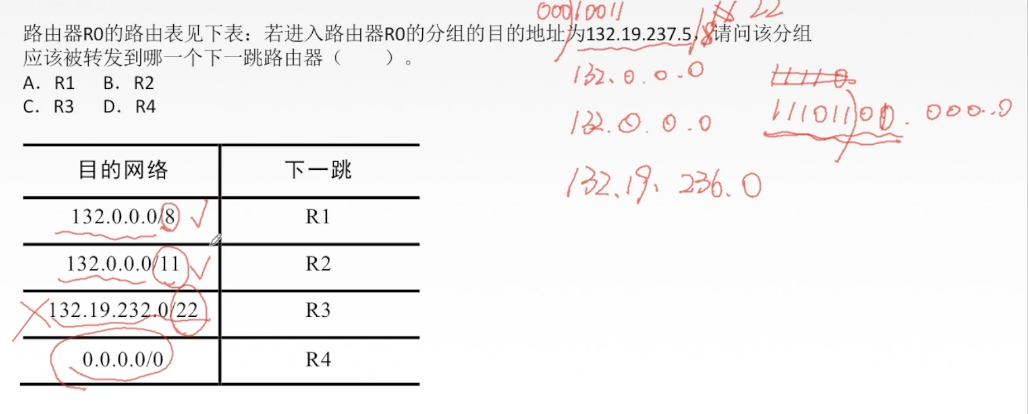 00010011
22
路由器R0的路由表见下表：若进入路由器R0的分组的目的地址为132.19.237.5，请问该分组
应该被转发到哪一个下一跳路由器（　　）。
A. R1 B. R2
C. R3 D. R4
132.0.0.0
11101100.000..0
132.0.0.0
132.19.236.0
目的网络 下一跳
132.0.0.0/8 R1
132.0.0.0/11 R2
132.19.232.0/22 R3
0.0.0.0/0 R4